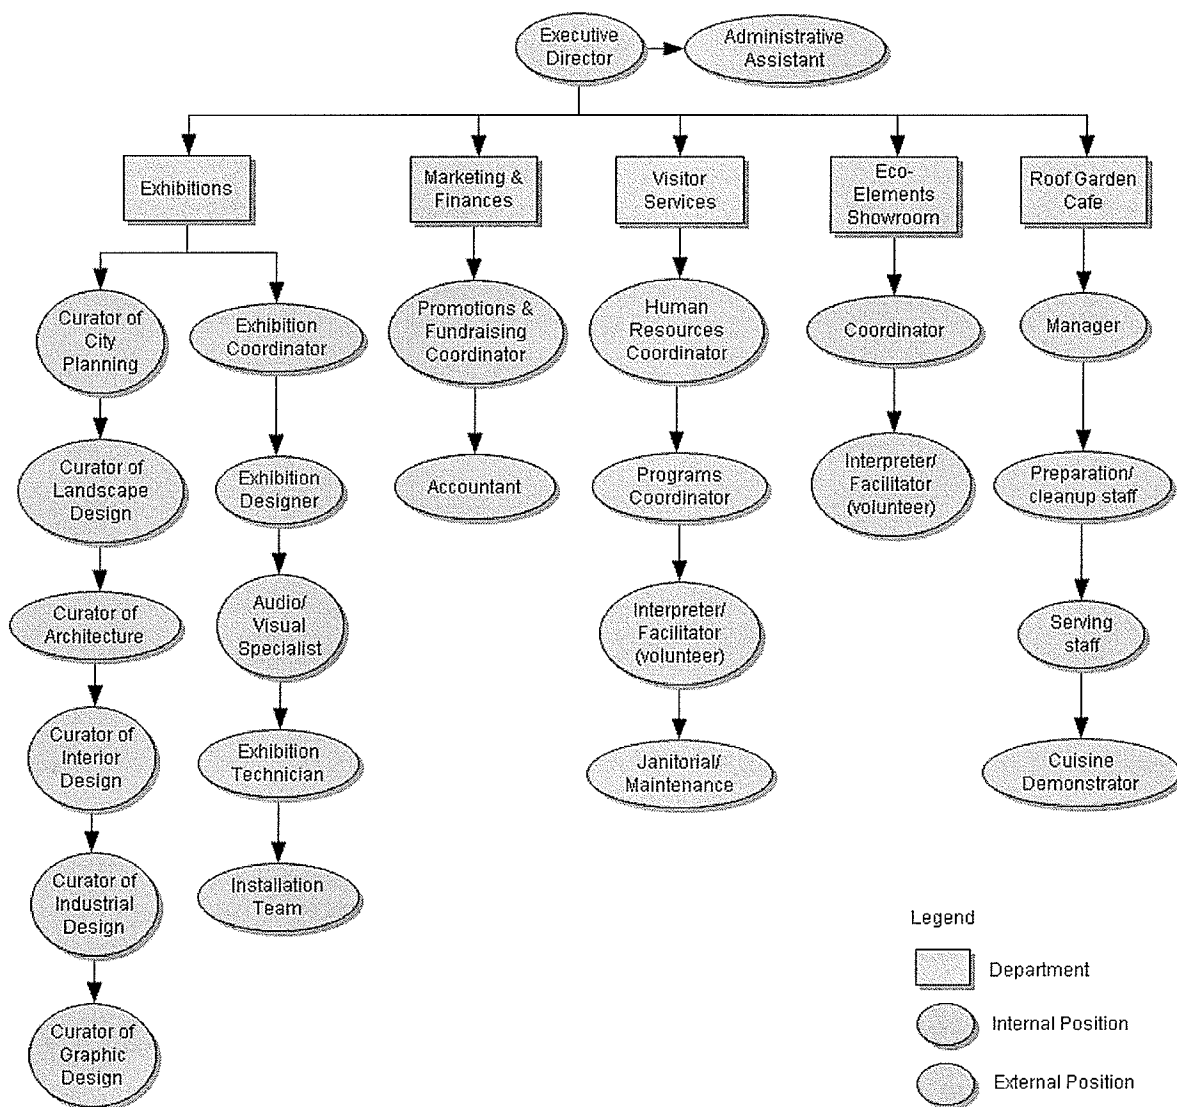 Executive
Director
Administrative
Assistant
Exhibitions
Marketing &
Finances
Visitor
Services
Eco-
Elements
Showroom
Roof Garden
Cafe
Curator of
City
Planning
Exhibition
Coordinator
Promotions &
Fundraising
Coordinator
Human
Resources
Coordinator
Coordinator
Manager
Curator of
Landscape
Design
Exhibition
Designer
Accountant
Programs
Coordinator
Interpreter/
Facilitator
(volunteer)
Preparation/
cleanup staff
Curator of
Architecture
Audio/
Visual
Specialist
Interpreter/
Facilitator
(volunteer)
Serving
staff
Curator of
Interior
Design
Exhibition
Technician
Janitorial/
Maintenance
Cuisine
Demonstrator
Curator of
Industrial
Design
Installation
Team
Curator of
Graphic
Design
Legend
Department
Internal Position
External Position